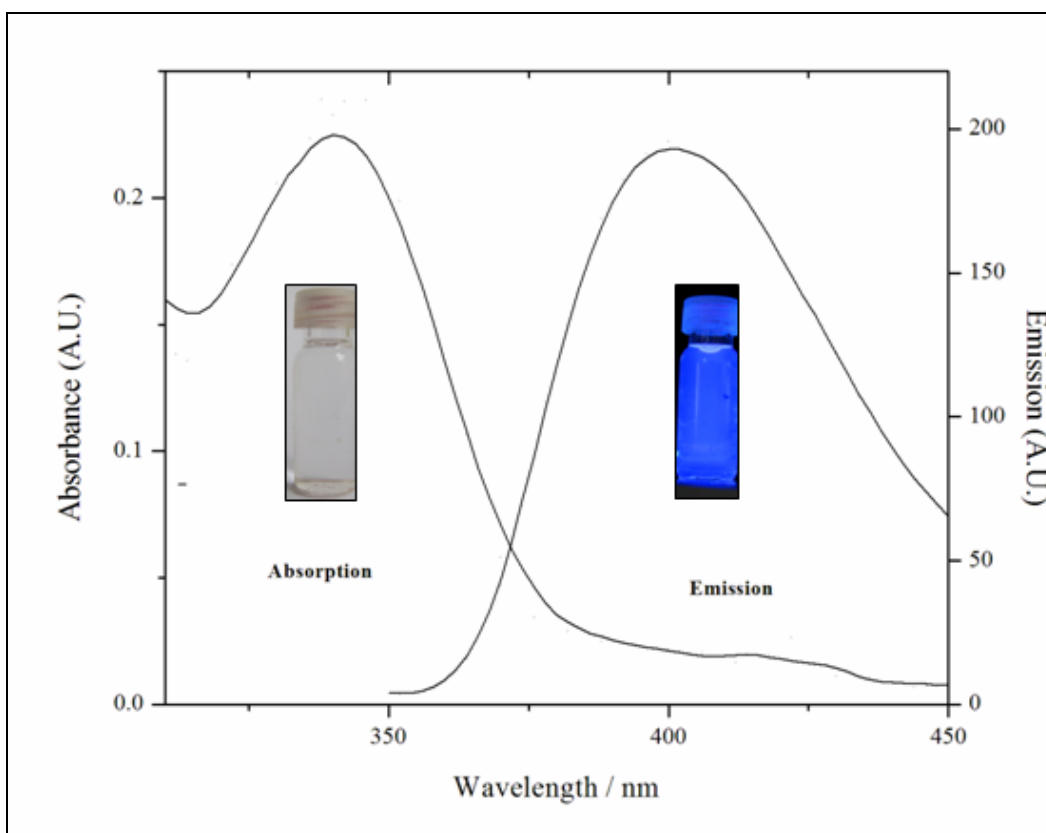 Absorbance (A.U.)
0.2
0.1
0.0
200
150
100
50
0
Emission (A.U.)
Absorption
Emission
350
400
450
Wavelength / nm